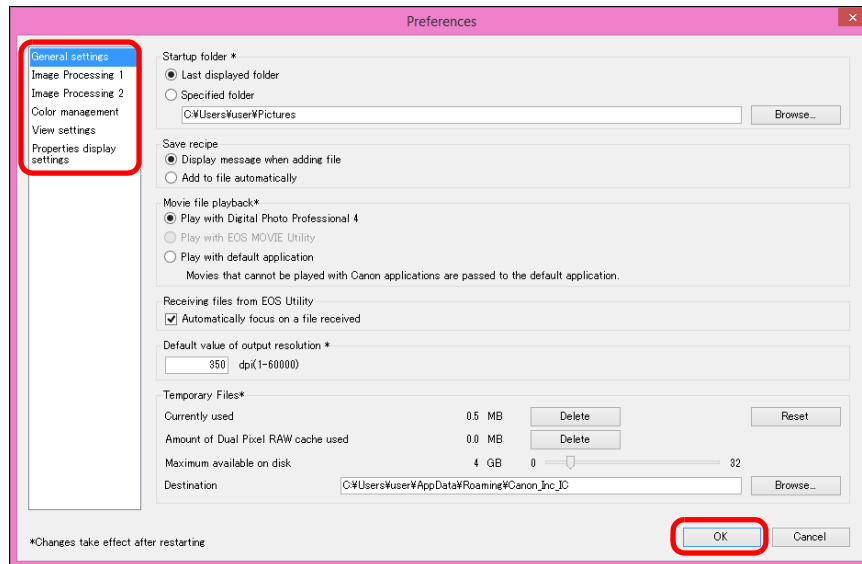 Preferences
General settings
Image Processing 1
Image Processing 2
Color management
View settings
Properties display
settings
Startup folder *
Last displayed folder
Specified folder
C:¥Users¥user¥Pictures
Browse...
Save recipe
Display message when adding file
Add to file automatically
Movie file playback*
Play with Digital Photo Professional 4
Play with EOS MOVIE Utility
Play with default application
Movies that cannot be played with Canon applications are passed to the default application.
Receiving files from EOS Utility
Automatically focus on a file received
Default value of output resolution *
350 dpi(1-60000)
Temporary Files*
Currently used 0.5 MB Delete Reset
Amount of Dual Pixel RAW cache used 0.0 MB Delete
Maximum available on disk 4 GB 0 32
Destination C:¥Users¥user¥AppData¥Roaming¥Canon_Inc_IC Browse...
*Changes take effect after restarting
OK Cancel